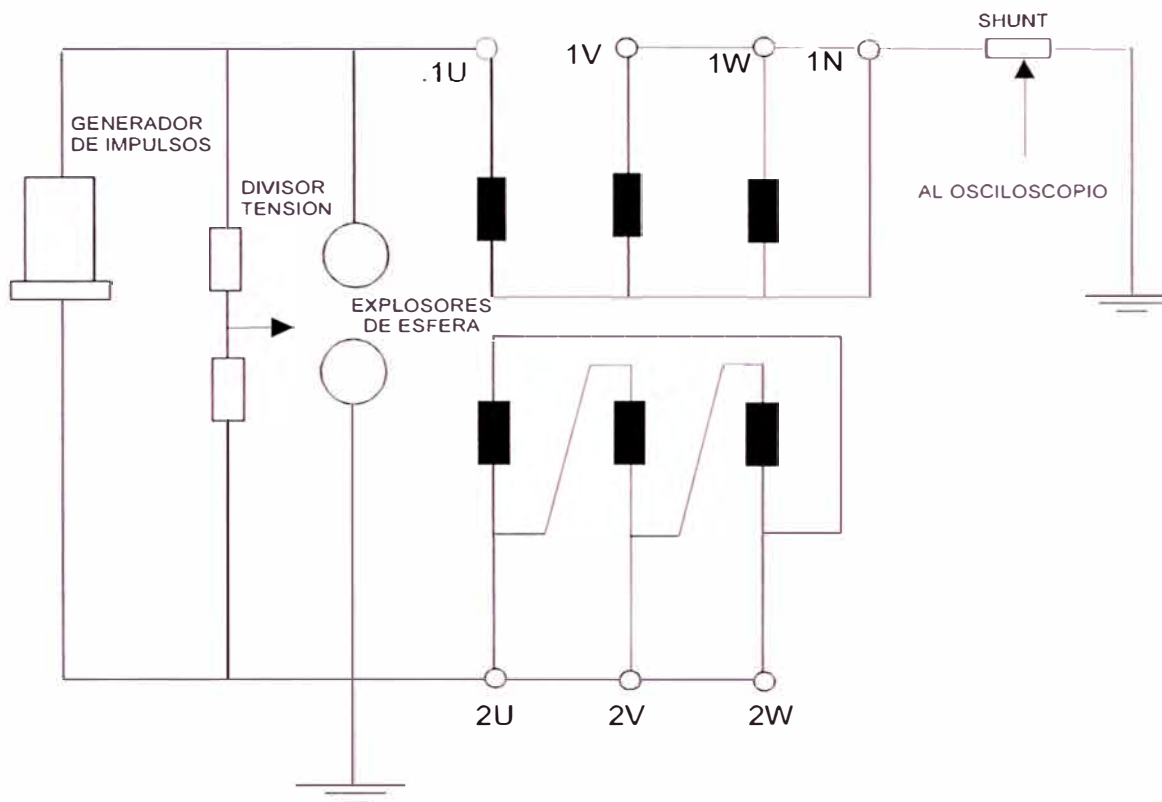 SHUNT
.1U
1V
1W
1N
GENERADOR
DE IMPULSOS
DIVISOR
TENSION
AL OSCILOSCOPIO
EXPLOSORES
DE ESFERA
2U
2V
2W